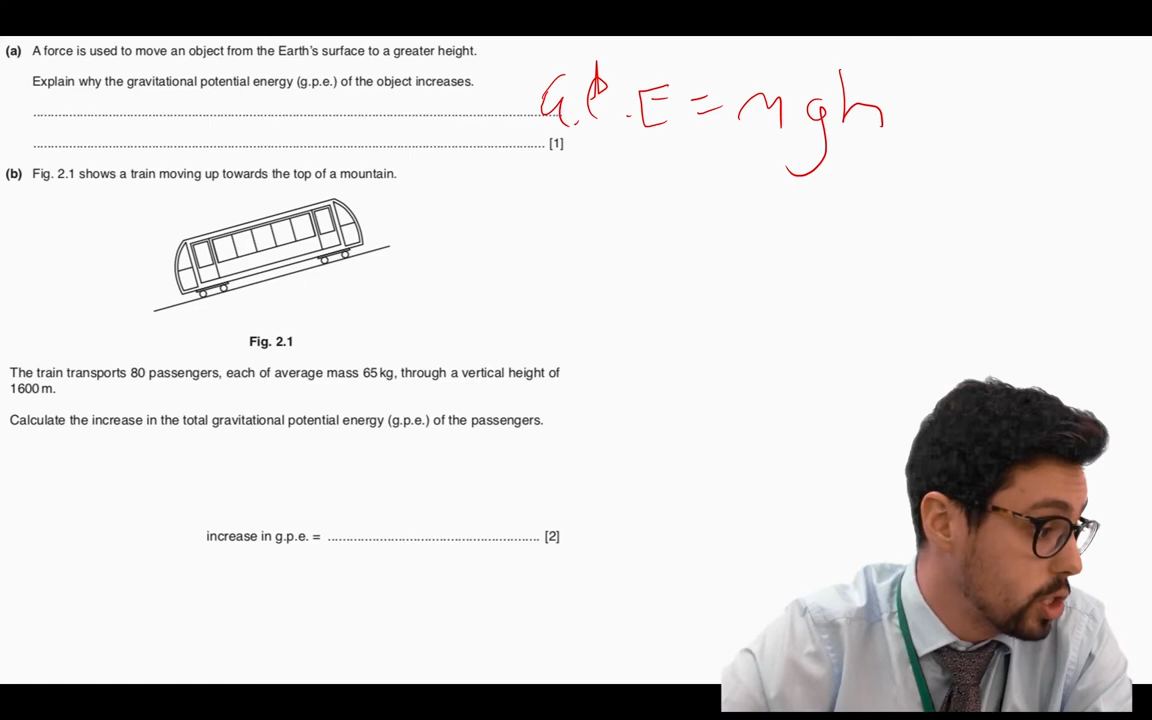 (a) A force is used to move an object from the Earth's surface to a greater height.
Explain why the gravitational potential energy (g.p.e.) of the object increases.
G.P.E = mgh
[1]
(b) Fig. 2.1 shows a train moving up towards the top of a mountain.
Fig. 2.1
The train transports 80 passengers, each of average mass 65 kg, through a vertical height of
1600 m.
Calculate the increase in the total gravitational potential energy (g.p.e.) of the passengers.
increase in g.p.e. = ...................................................... [2]